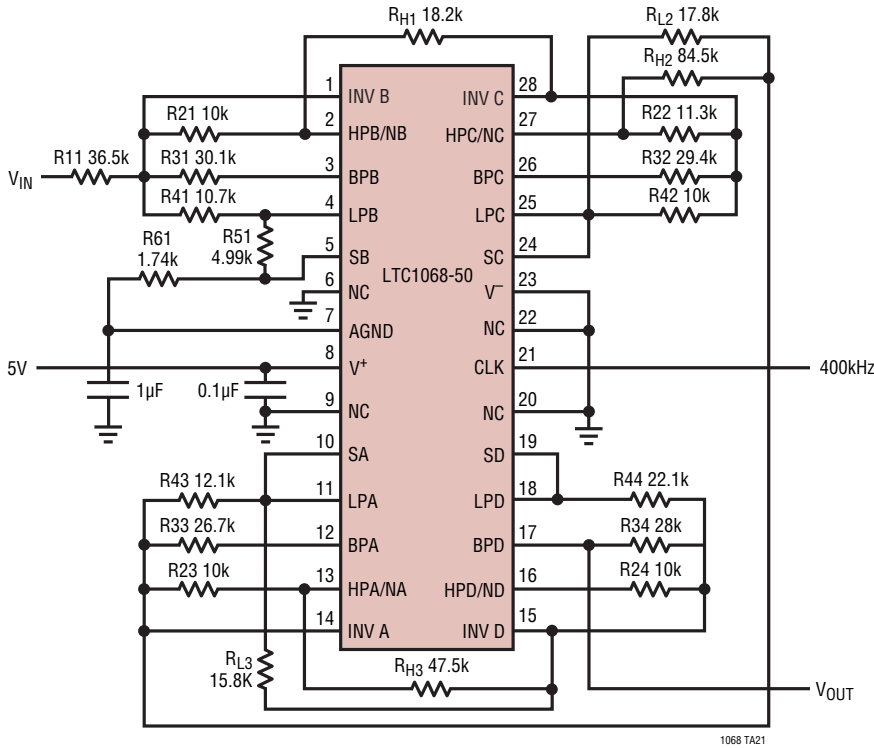 RH1 18.2k
RL2 17.8k
RH2 84.5k
1
INV B
INV C
28
R21 10k
2
HPB/NB
HPC/NC
27
R22 11.3k
R11 36.5k
VIN
R31 30.1k
3
BPB
BPC
26
R32 29.4k
R41 10.7k
4
LPB
LPC
25
R42 10k
R61
1.74k
R51
4.99k
5
SB
SC
24
LTC1068-50
6
NC
V–
23
7
AGND
NC
22
5V
8
V+
CLK
21
400kHz
1µF
0.1µF
9
NC
NC
20
10
SA
SD
19
R43 12.1k
11
LPA
LPD
18
R44 22.1k
R33 26.7k
12
BPA
BPD
17
R34 28k
R23 10k
13
HPA/NA
HPD/ND
16
R24 10k
14
INV A
INV D
15
RL3
15.8K
RH3 47.5k
VOUT
1068 TA21